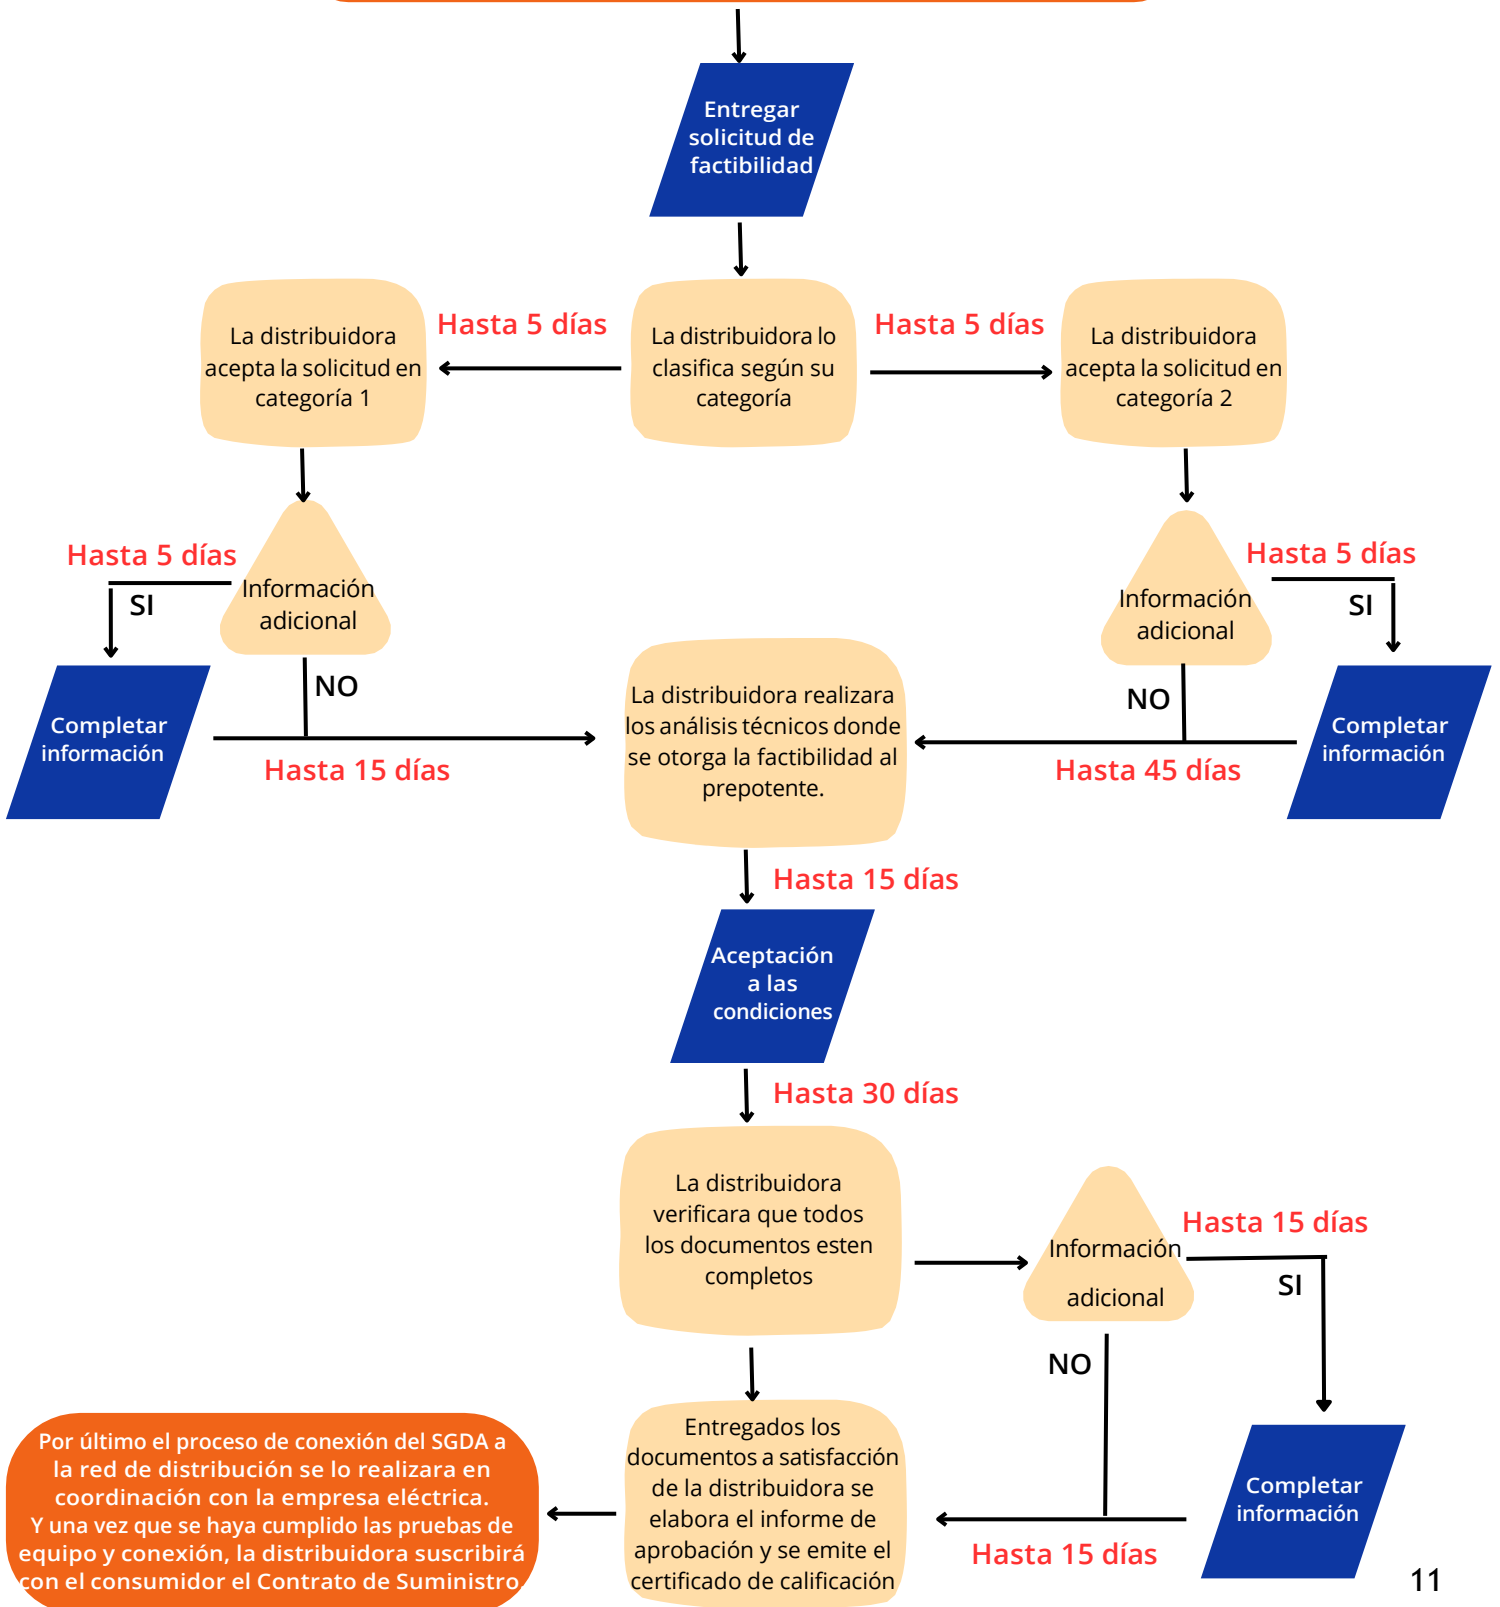 Entregar
solicitud de
factibilidad
La distribuidora
acepta la solicitud en
categoría 1
Hasta 5 días
La distribuidora lo
clasifica según su
categoría
Hasta 5 días
La distribuidora
acepta la solicitud en
categoría 2
Hasta 5 días
SI
Información
adicional
NO
Completar
información
Hasta 15 días
Hasta 5 días
SI
Información
adicional
NO
Completar
información
Hasta 45 días
La distribuidora realizara
los análisis técnicos donde
se otorga la factibilidad al
prepotente.
Hasta 15 días
Aceptación
a las
condiciones
Hasta 30 días
La distribuidora
verificara que todos
los documentos esten
completos
Información
adicional
Hasta 15 días
SI
NO
Completar
información
Hasta 15 días
Entregados los
documentos a satisfacción
de la distribuidora se
elabora el informe de
aprobación y se emite el
certificado de calificación
Por último el proceso de conexión del SGDA a
la red de distribución se lo realizara en
coordinación con la empresa eléctrica.
Y una vez que se haya cumplido las pruebas de
equipo y conexión, la distribuidora suscribirá
con el consumidor el Contrato de Suministro.
11